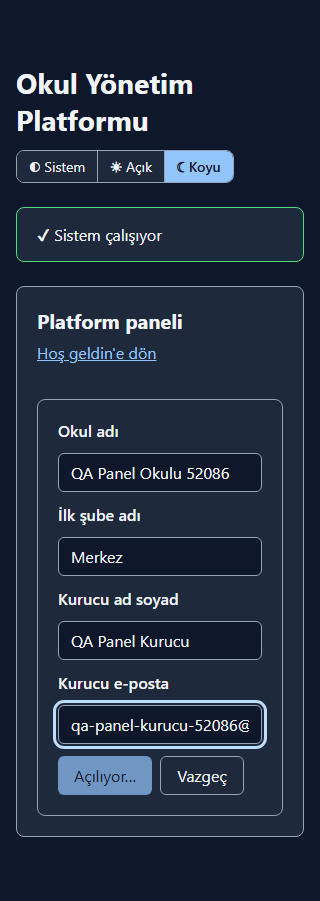 Okul Yönetim
Platformu
Sistem
Açık
Koyu
✓ Sistem çalışıyor
Platform paneli
Hoş geldin'e dön
Okul adı
QA Panel Okulu 52086
İlk şube adı
Merkez
Kurucu ad soyad
QA Panel Kurucu
Kurucu e-posta
qa-panel-kurucu-52086@
Açılıyor…
Vazgeç